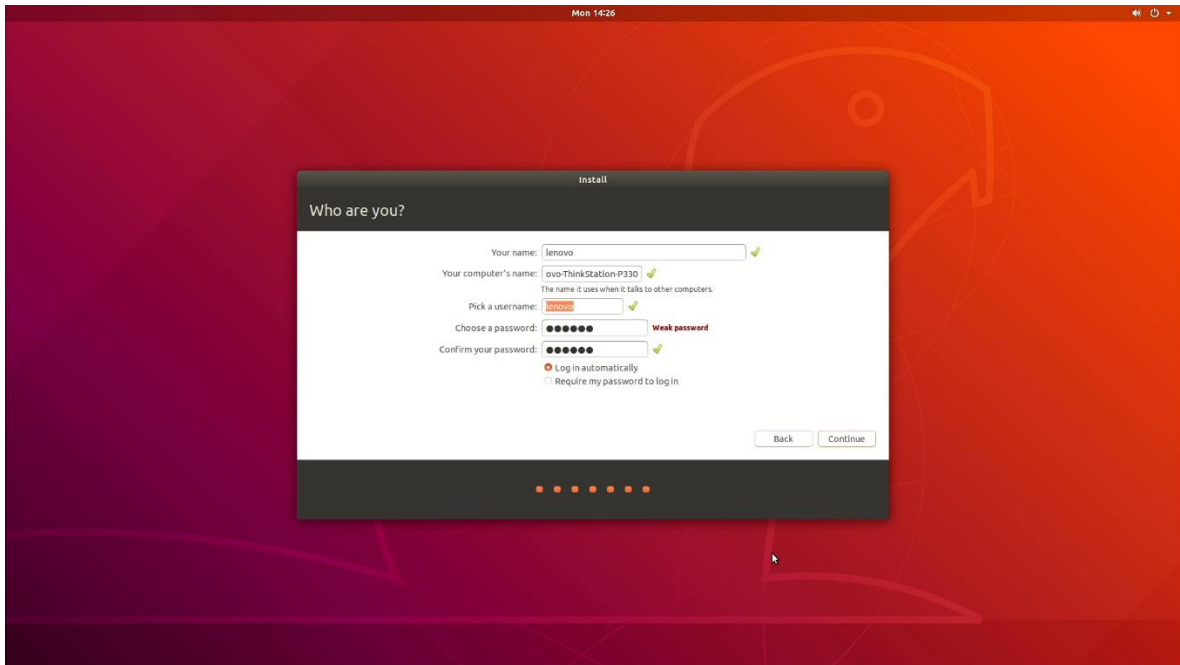 Mon 14:26
Install
Who are you?
Your name: lenovo
Your computer's name: ovo-ThinkStation-P330
The name it uses when it talks to other computers.
Pick a username: lenovo
Choose a password: ●●●●●● Weak password
Confirm your password: ●●●●●●
Log in automatically
Require my password to log in
Back Continue